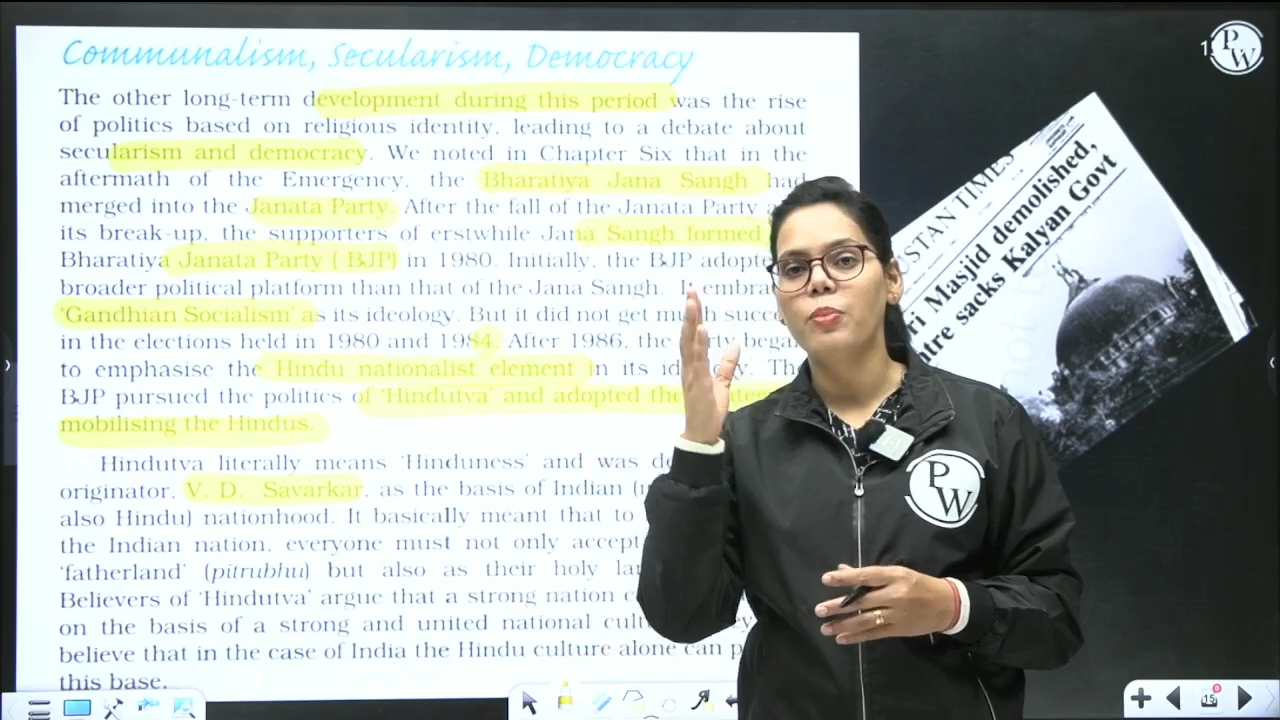 Communalism, Secularism, Democracy
The other long-term development during this period was the rise
of politics based on religious identity, leading to a debate about
secularism and democracy. We noted in Chapter Six that in the
aftermath of the Emergency, the Bharatiya Jana Sangh had
merged into the Janata Party. After the fall of the Janata Party
its break-up, the supporters of erstwhile Jana Sangh formed
Bharatiya Janata Party ( BJP) in 1980. Initially, the BJP
broader political platform than that of the Jana Sangh. It
'Gandhian Socialism' as its ideology. But it did not get much
in the elections held in 1980 and 1984. After 1986, the party
to emphasise the Hindu nationalist element in its
BJP pursued the politics of 'Hindutva' and adopted the
mobilising the Hindus.
Hindutva literally means 'Hinduness' and was
originator, V. D. Savarkar, as the basis of Indian
also Hindu) nationhood. It basically meant that to
the Indian nation, everyone must not only accept
'fatherland' (pitrubhu) but also as their holy
Believers of 'Hindutva' argue that a strong nation
on the basis of a strong and united national
believe that in the case of India the Hindu culture alone can
this base.
Masjid demolished,
sacks Kalyan Govt
PW
PW
15